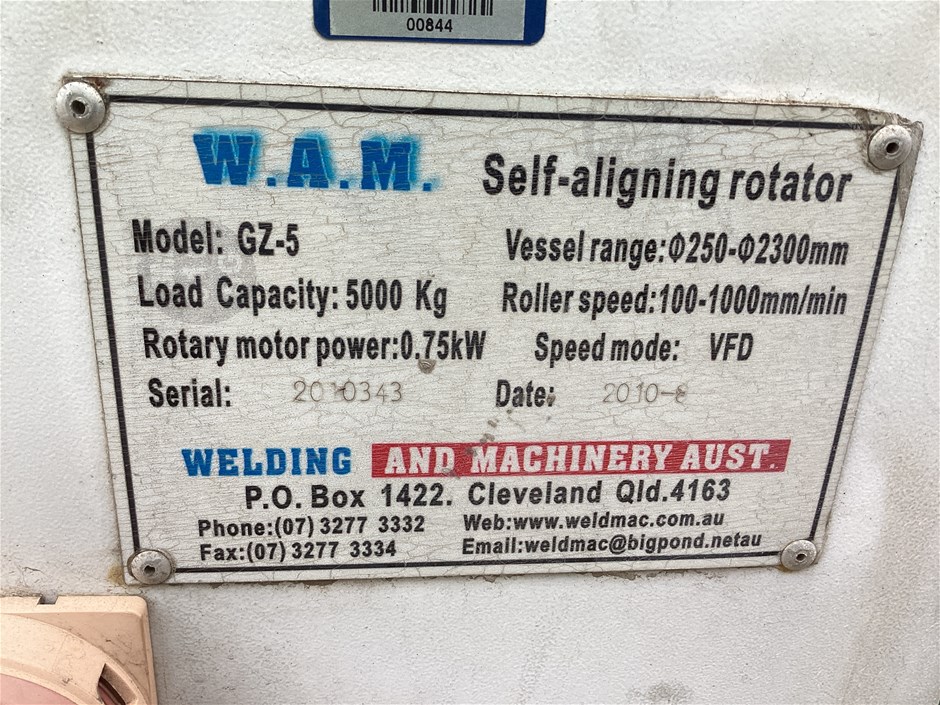 00844
W.A.M. Self-aligning rotator
Model: GZ-5 Vessel range:Φ250-Φ2300mm
Load Capacity: 5000 Kg Roller speed:100-1000mm/min
Rotary motor power:0.75kW Speed mode: VFD
Serial: 2010343 Date:
WELDING AND MACHINERY AUST.
P.O. Box 1422. Cleveland Qld.4163
Phone:(07) 3277 3332 Web:www.weldmac.com.au
Fax:(07) 3277 3334 Email:weldmac@bigpond.netau